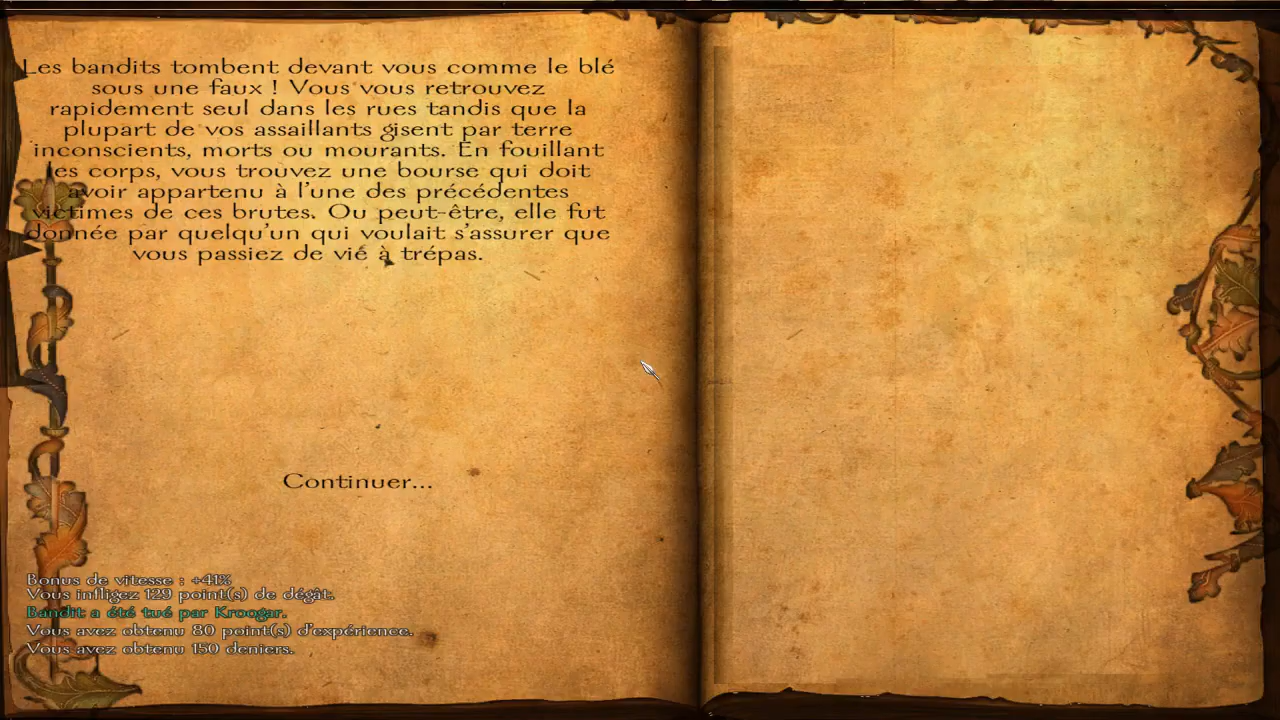 Les bandits tombent devant vous comme le blé
sous une faux ! Vous vous retrouvez
rapidement seul dans les rues tandis que la
plupart de vos assaillants gisent par terre
inconscients, morts ou mourants. En fouillant
les corps, vous trouvez une bourse qui doit
avoir appartenu à l'une des précédentes
victimes de ces brutes. Ou peut-être, elle fut
donnée par quelqu'un qui voulait s'assurer que
vous passiez de vie à trépas.
Continuer...
Bonus de vitesse : +41%
Vous infligez 129 point(s) de dégât.
Bandit a été tué par Kroogar.
Vous avez obtenu 80 point(s) d'expérience.
Vous avez obtenu 150 deniers.